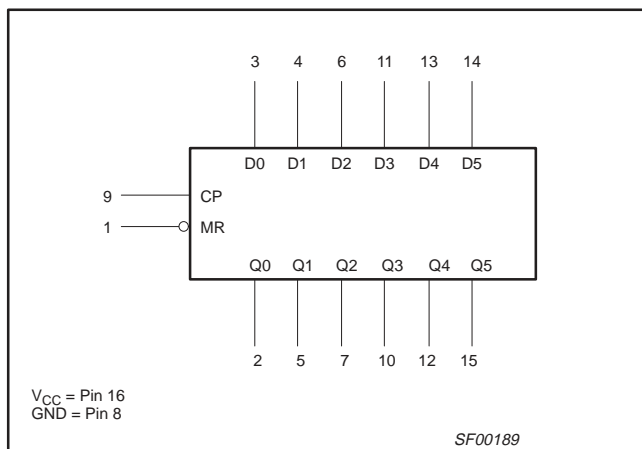 3 4 6 11 13 14
D0 D1 D2 D3 D4 D5
9 CP
1 MR
Q0 Q1 Q2 Q3 Q4 Q5
2 5 7 10 12 15
VCC = Pin 16
GND = Pin 8
SF00189